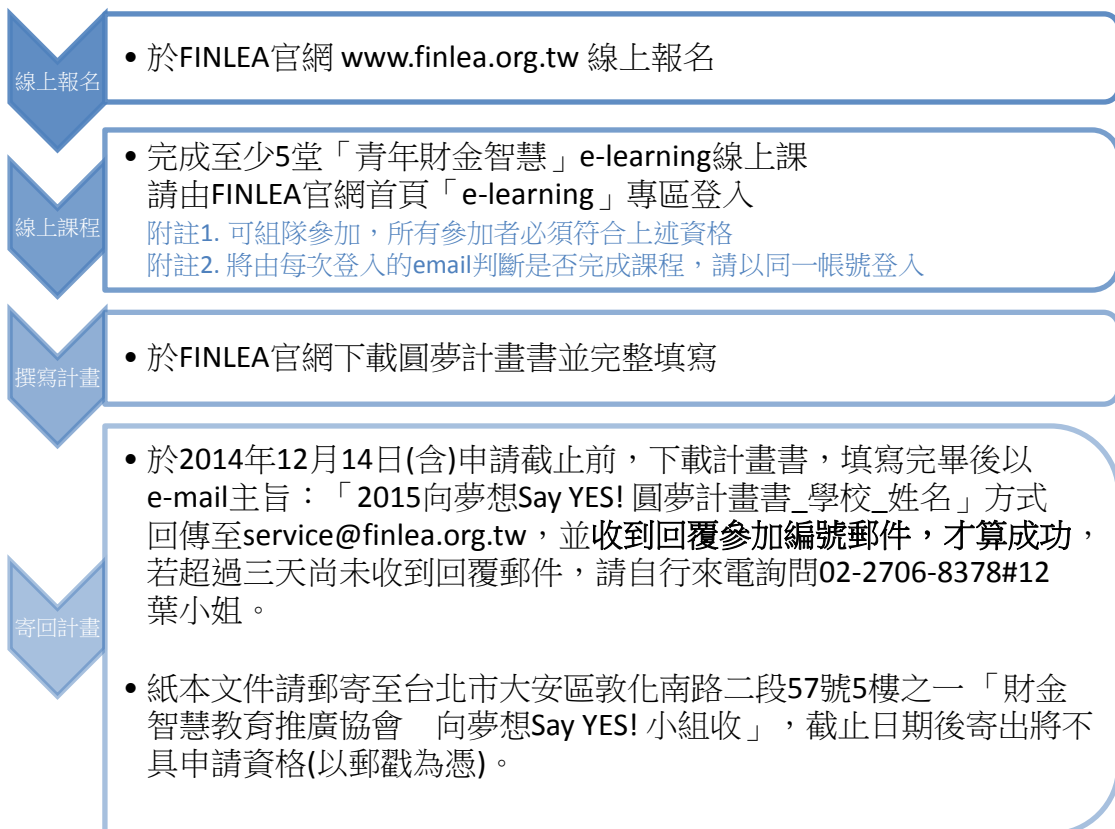 線上報名
• 於FINLEA官網 www.finlea.org.tw 線上報名
線上課程
• 完成至少5堂「青年財金智慧」e-learning線上課
請由FINLEA官網首頁「e-learning」專區登入
附註1. 可組隊參加，所有參加者必須符合上述資格
附註2. 將由每次登入的email判斷是否完成課程，請以同一帳號登入
撰寫計畫
• 於FINLEA官網下載圓夢計畫書並完整填寫
寄回計畫
• 於2014年12月14日(含)申請截止前，下載計畫書，填寫完畢後以
e-mail主旨：「2015向夢想Say YES! 圓夢計畫書_學校_姓名」方式
回傳至service@finlea.org.tw，並收到回覆參加編號郵件，才算成功，
若超過三天尚未收到回覆郵件，請自行來電詢問02-2706-8378#12
葉小姐。
• 紙本文件請郵寄至台北市大安區敦化南路二段57號5樓之一「財金
智慧教育推廣協會　向夢想Say YES! 小組收」，截止日期後寄出將不
具申請資格(以郵戳為憑)。